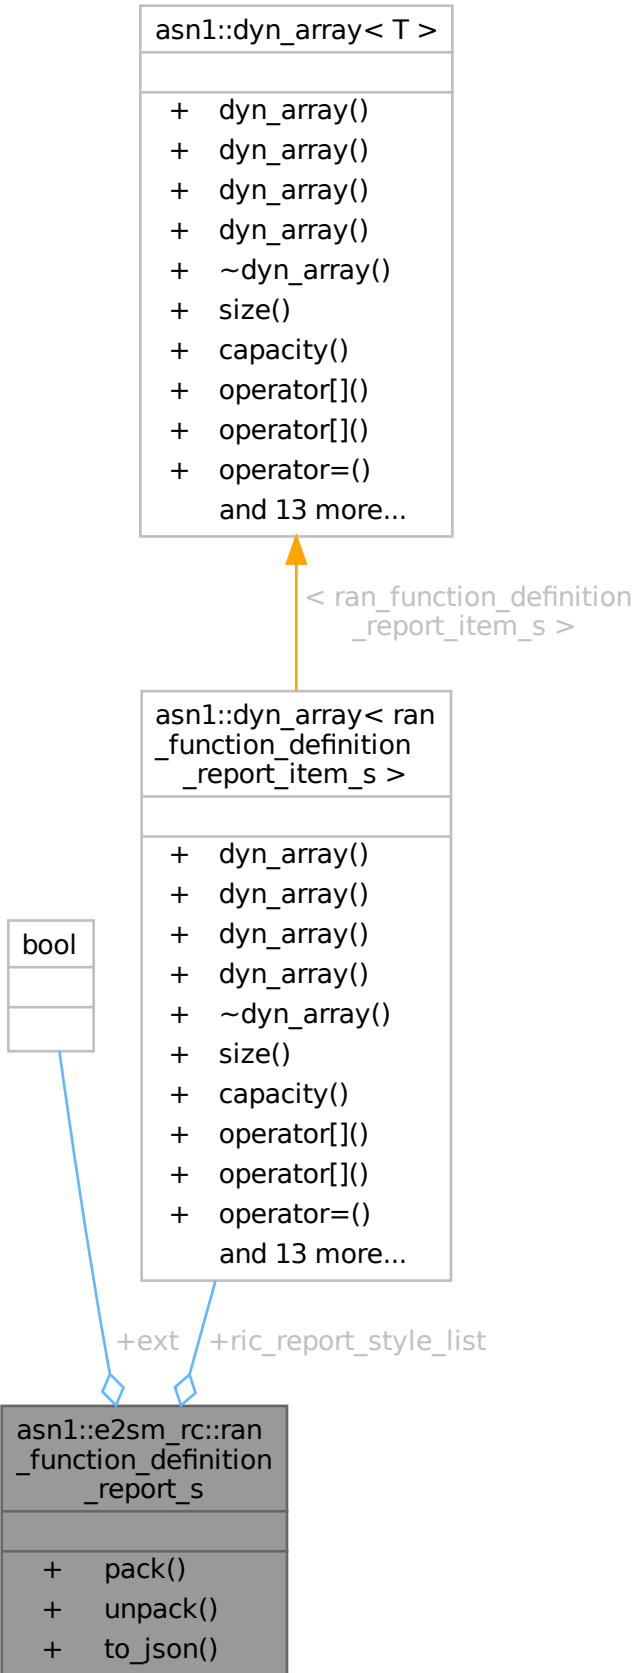 asn1::dyn_array< T >
+ dyn_array()
+ dyn_array()
+ dyn_array()
+ dyn_array()
+ ~dyn_array()
+ size()
+ capacity()
+ operator[]()
+ operator[]()
+ operator=()
and 13 more...
< ran_function_definition
_report_item_s >
asn1::dyn_array< ran
_function_definition
_report_item_s >
+ dyn_array()
+ dyn_array()
+ dyn_array()
+ dyn_array()
+ ~dyn_array()
+ size()
+ capacity()
+ operator[]()
+ operator[]()
+ operator=()
and 13 more...
bool
+ext
+ric_report_style_list
asn1::e2sm_rc::ran
_function_definition
_report_s
+ pack()
+ unpack()
+ to_json()